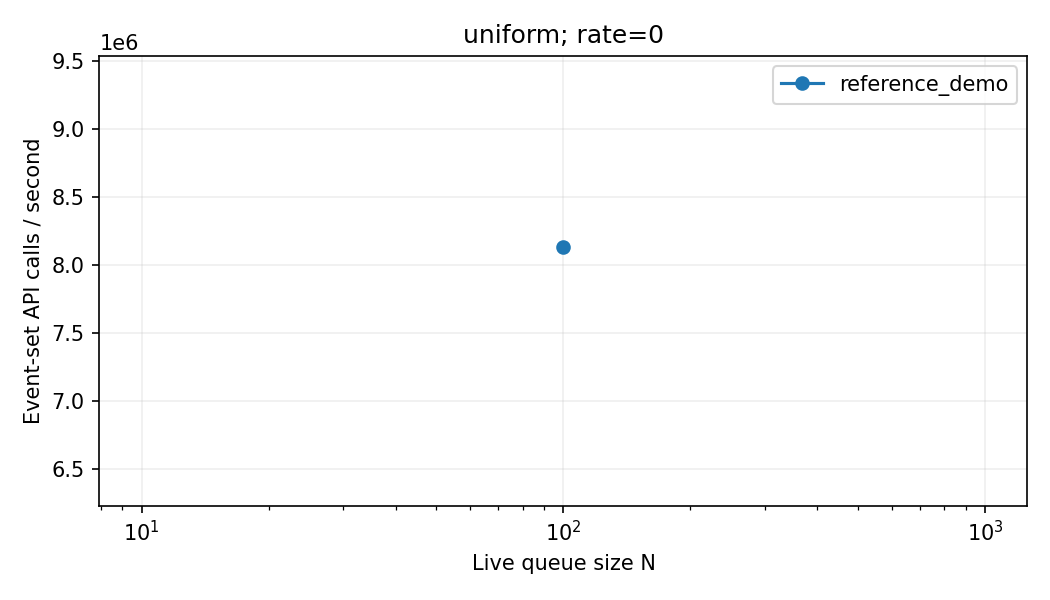 uniform; rate=0
1e6
reference_demo
9.5
9.0
8.5
8.0
7.5
7.0
6.5
Event-set API calls / second
10¹
10²
10³
Live queue size N